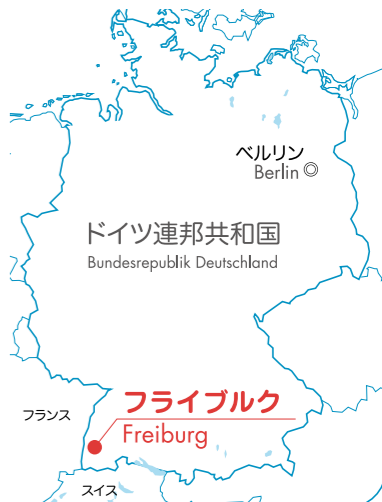 ベルリン
Berlin
ドイツ連邦共和国
Bundesrepublik Deutschland
フライブルク
Freiburg
フランス
スイス